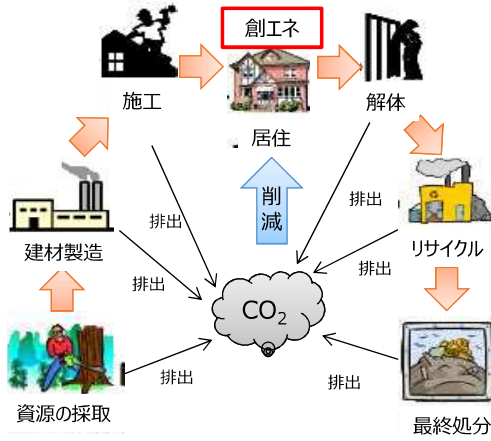 創エネ
施工
居住
解体
削減
排出
排出
建材製造
リサイクル
排出
排出
CO2
資源の採取
排出
排出
最終処分